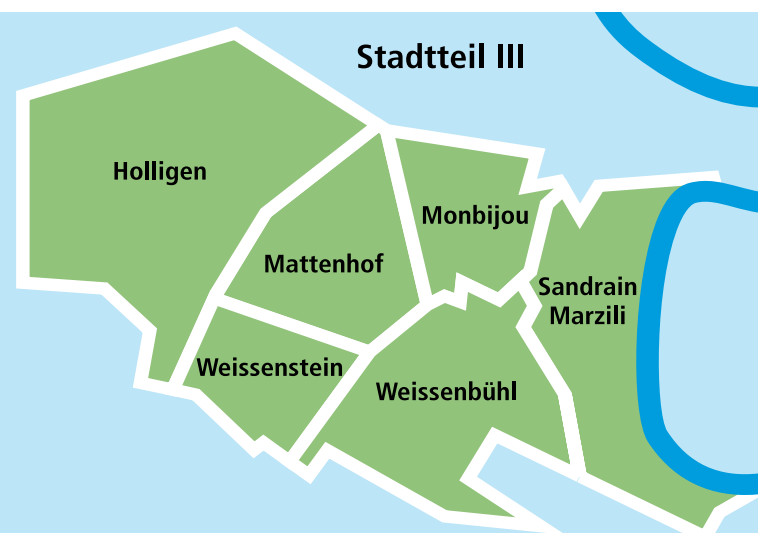 Stadtteil III
Holligen
Monbijou
Mattenhof
Sandrain
Marzili
Weissenstein
Weissenbühl